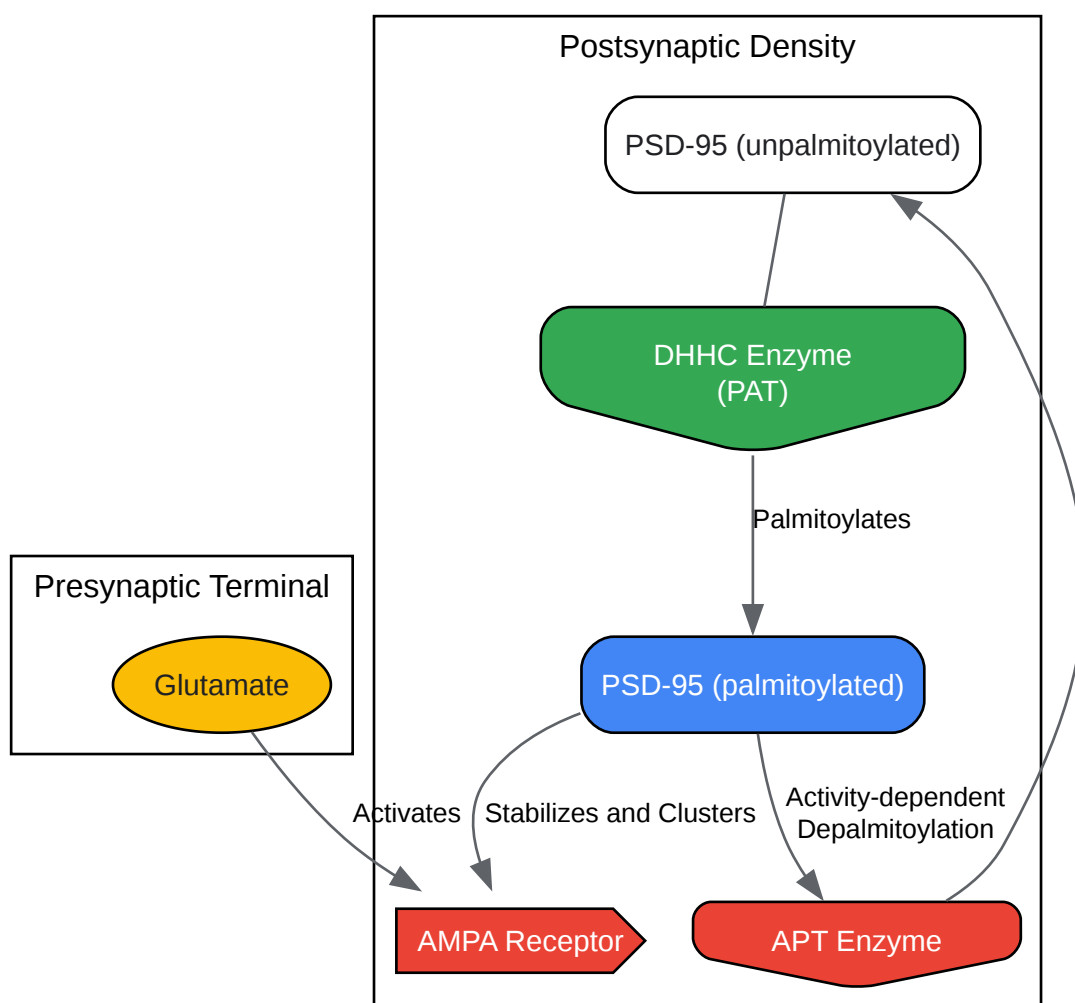 Postsynaptic Density
PSD-95 (unpalmitoylated)
DHHC Enzyme
(PAT)
Palmitoylates
Presynaptic Terminal
Glutamate
PSD-95 (palmitoylated)
Activates
Stabilizes and Clusters
Activity-dependent
Depalmitoylation
AMPA Receptor
APT Enzyme